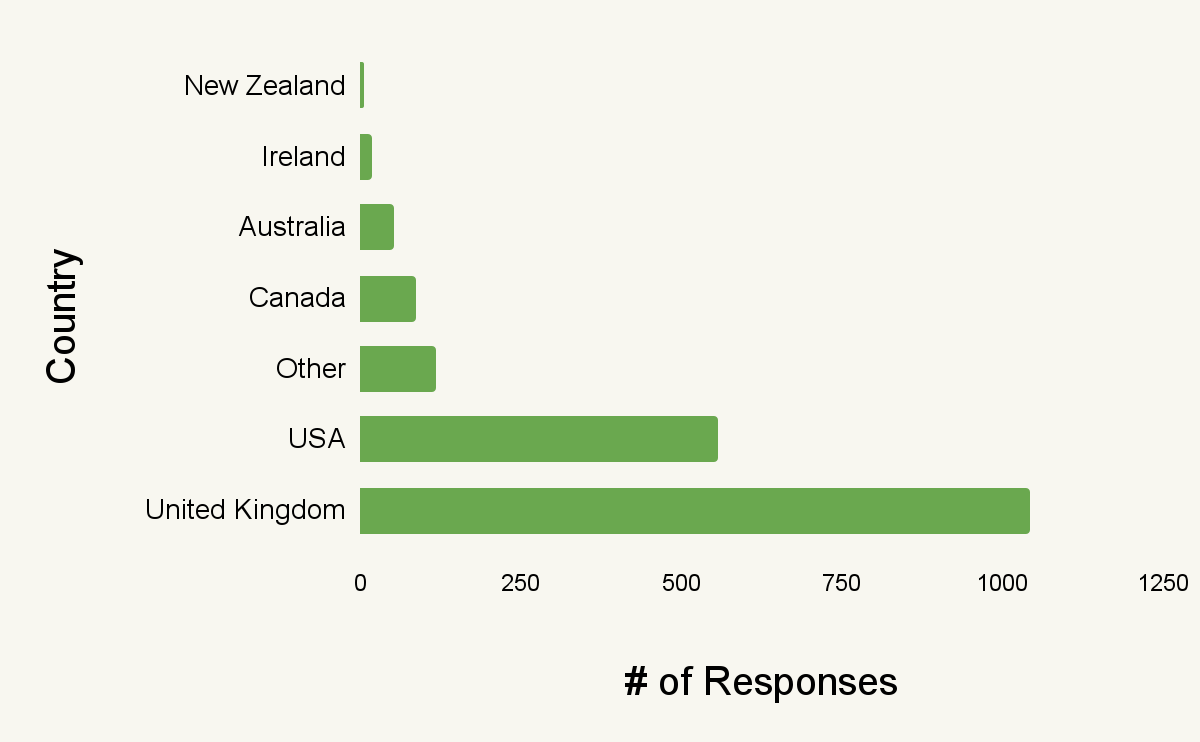 Country
New Zealand
Ireland
Australia
Canada
Other
USA
United Kingdom
0 250 500 750 1000 1250
# of Responses